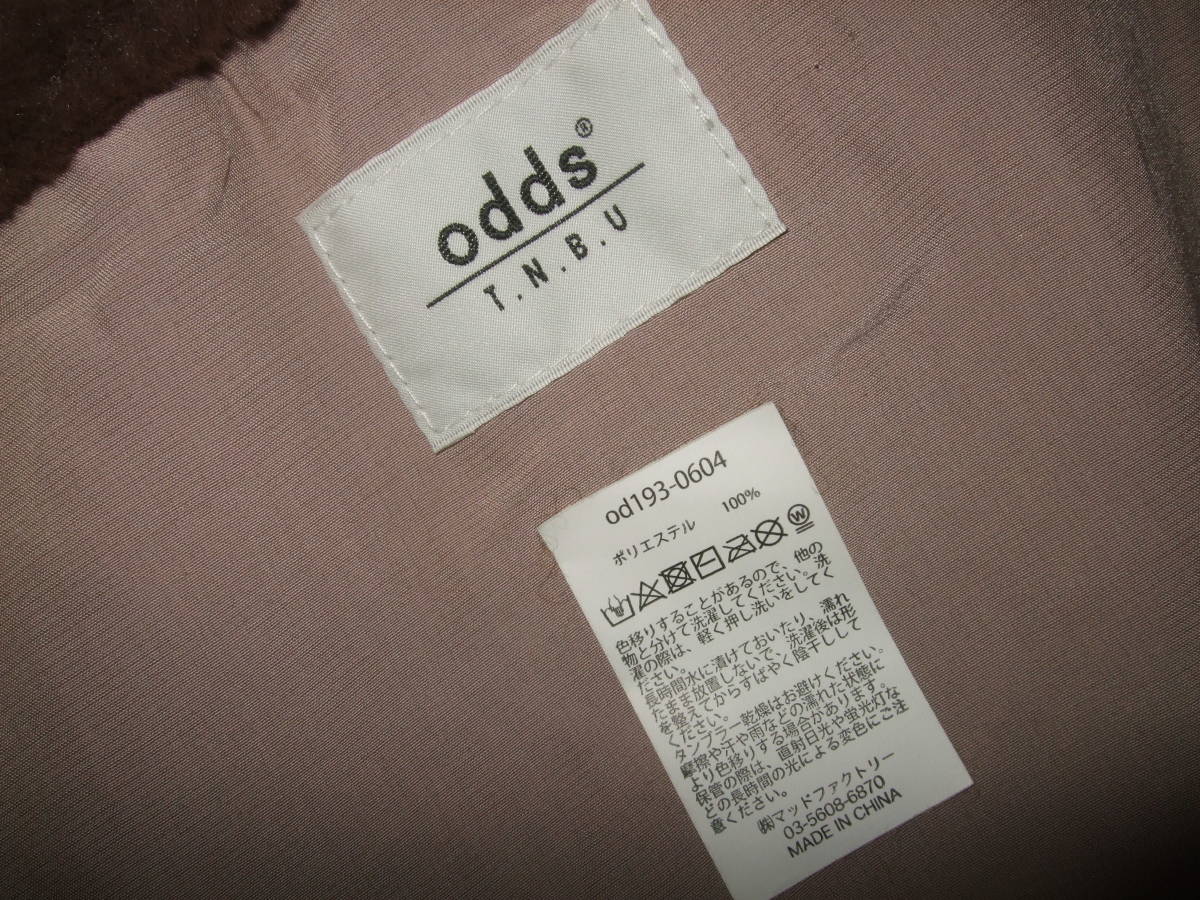 odds®
T.N.B.U
od193-0604
ポリエステル 100%
W
色移りすることがあるので、他の
物と分けて洗濯してください。洗
濯の際は、軽く押し洗いをしてく
ださい。
長時間水に漬けておいたり、濡れ
たまま放置しないで、洗濯後は形
を整えてからすばやく陰干しして
ください。
タンブラー乾燥はお避けください。
摩擦や汗や雨などの濡れた状態に
より色移りする場合があります。
保管の際は、直射日光や蛍光灯な
どの長時間の光による変色にご注
意ください。
㈱マッドファクトリー
03-5608-6870
MADE IN CHINA